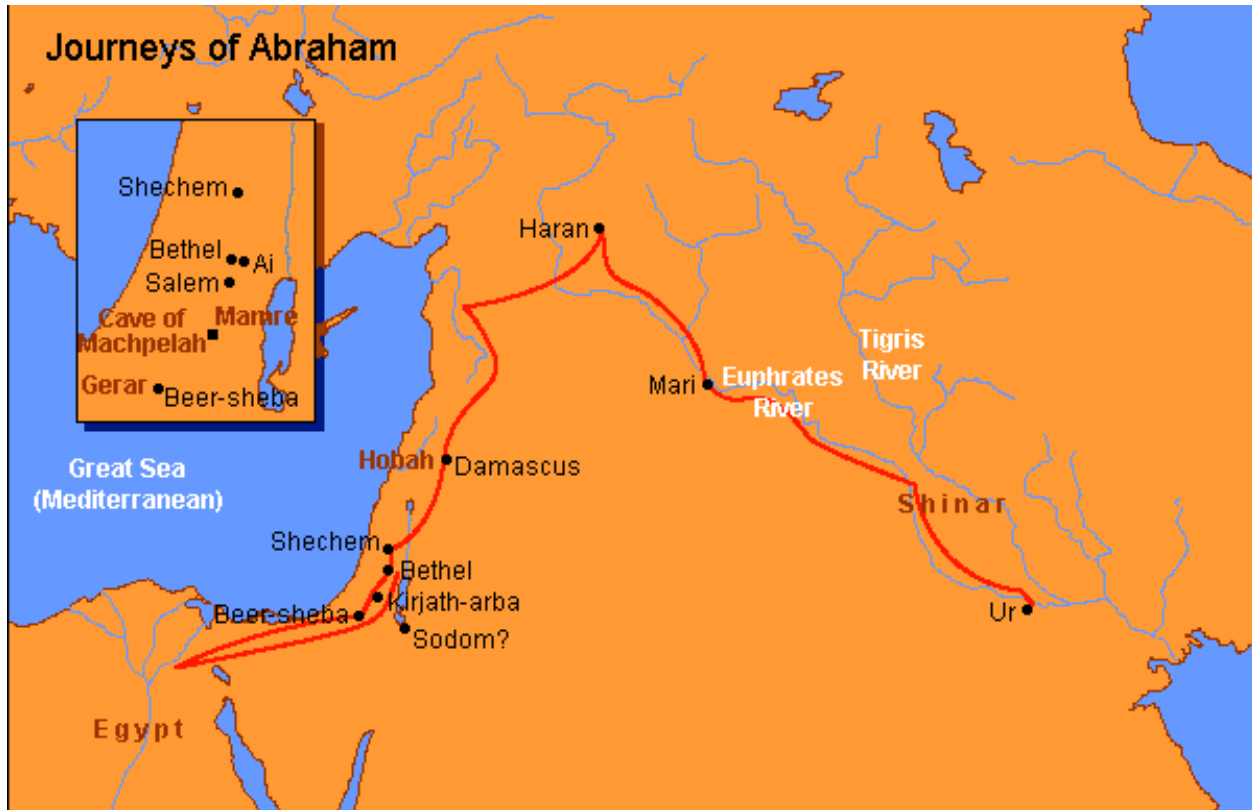 Journeys of Abraham
Shechem
Bethel
Ai
Salem
Cave of
Machpelah
Mamre
Gerar
Beer-sheba
Great Sea
(Mediterranean)
Haran
Mari
Euphrates
River
Tigris
River
Hobah
Damascus
Shinar
Shechem
Bethel
Kirjath-arba
Beer-sheba
Sodom?
Ur
Egypt